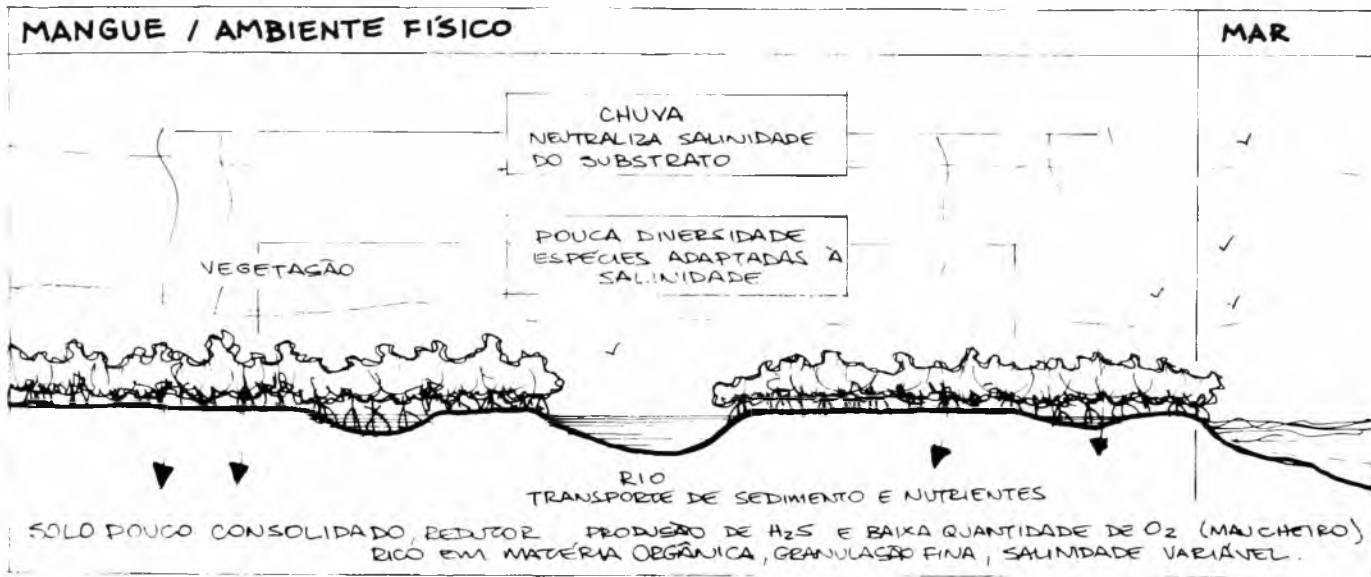 MANGUE / AMBIENTE FÍSICO
MAR
CHUVA
NEUTRALIZA SALINIDADE
DO SUBSTRATO
POUCA DIVERSIDADE
ESPÉCIES ADAPTADAS À
SALINIDADE
VEGETAÇÃO
RIO
TRANSPORTE DE SEDIMENTO E NUTRIENTES
SOLO POUCO CONSOLIDADO, REDUTOR PRODUSÃO DE H₂S E BAIXA QUANTIDADE DE O₂ (MAU CHEIRO)
RICO EM MATÉRIA ORGÂNICA, GRANULAÇÃO FINA, SALINIDADE VARIÁVEL.